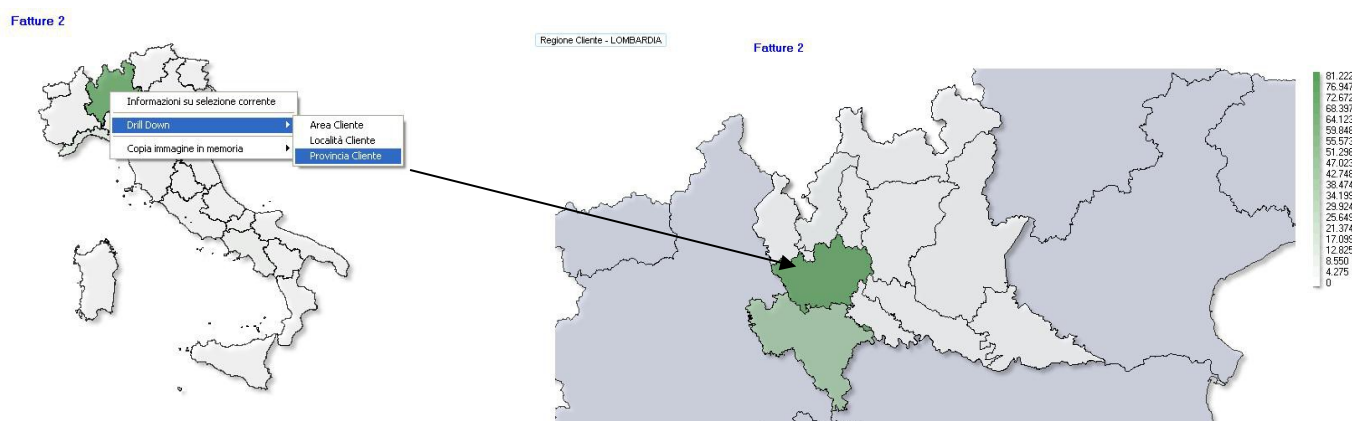 Fatture 2
Informazioni su selezione corrente
Drill Down
Copia immagine in memoria
Area Cliente
Località Cliente
Provincia Cliente
Regione Cliente - LOMBARDIA
Fatture 2
81.222
76.947
72.672
68.397
64.123
59.848
55.573
51.298
47.023
42.748
38.474
34.199
29.924
25.649
21.374
17.099
12.825
8.550
4.275
0